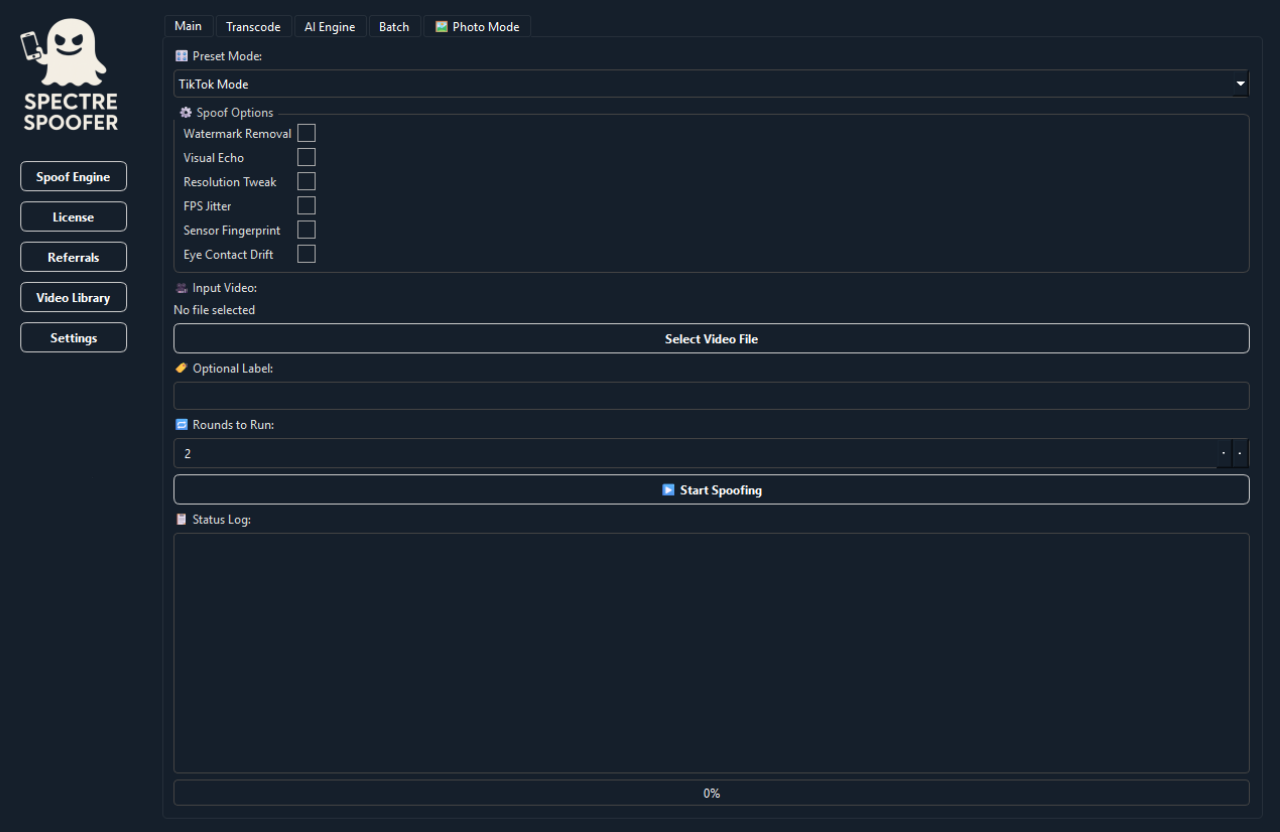 SPECTRE
SPOOFER
Spoof Engine
License
Referrals
Video Library
Settings
Main
Transcode
AI Engine
Batch
Photo Mode
Preset Mode:
TikTok Mode
Spoof Options
Watermark Removal
Visual Echo
Resolution Tweak
FPS Jitter
Sensor Fingerprint
Eye Contact Drift
Input Video:
No file selected
Select Video File
Optional Label:
Rounds to Run:
2
Start Spoofing
Status Log:
0%